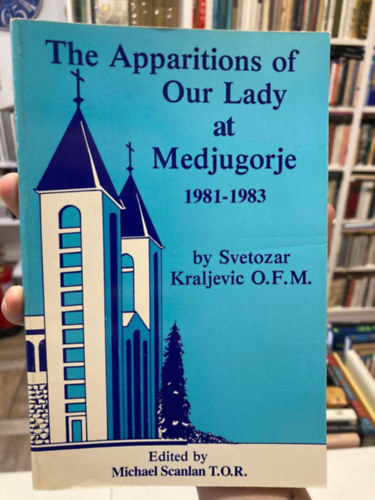 The Apparitions of
Our Lady
at
Medjugorje
1981-1983
by Svetozar
Kraljevic O.F.M.
Edited by
Michael Scanlan T.O.R.